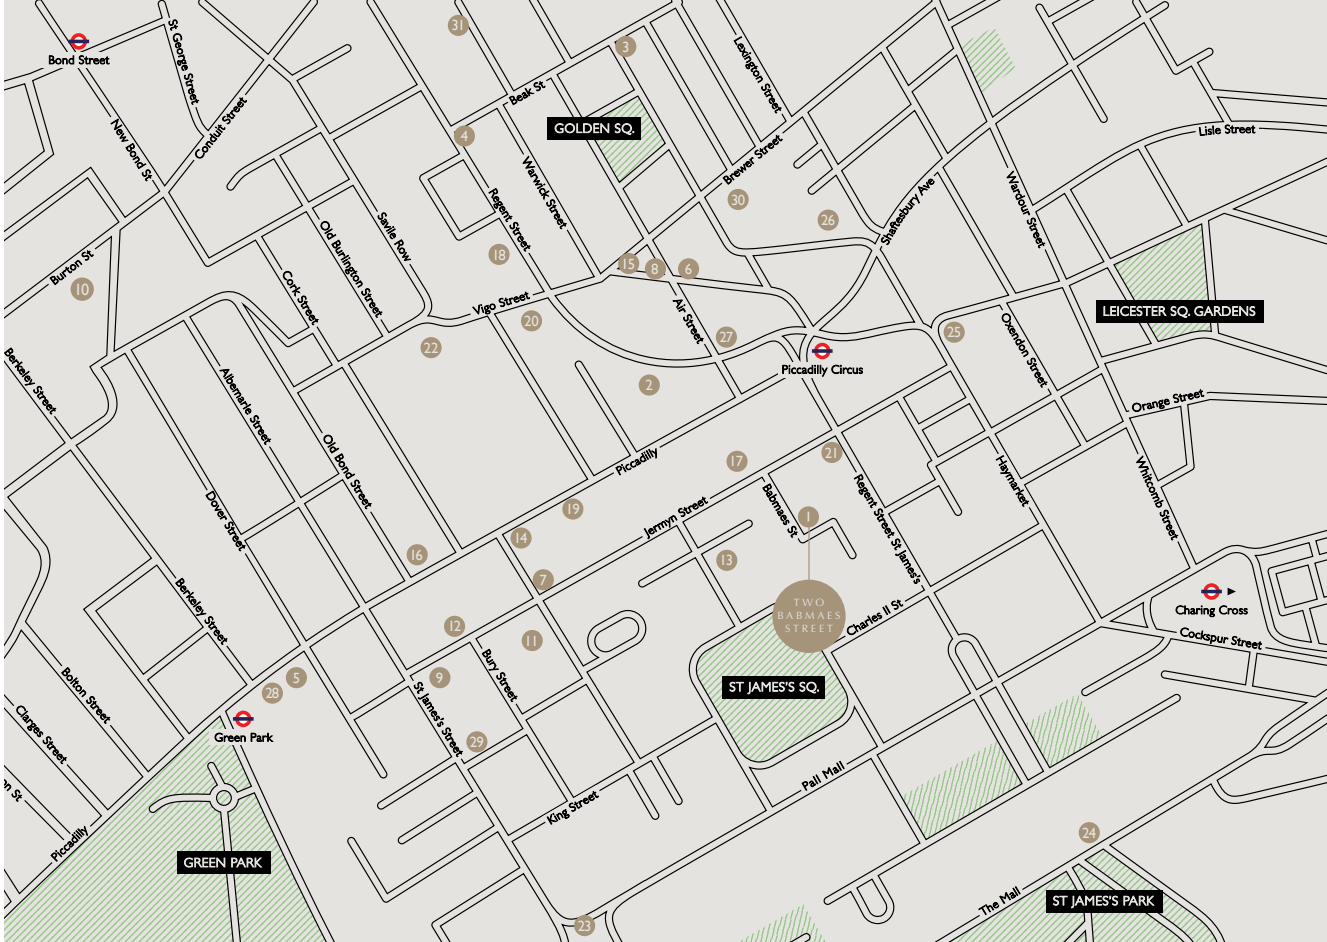 31
3
Bond Street
St George Street
Conduit Street
New Bond St
Beak St
Lexington Street
GOLDEN SQ.
4
Warwick Street
Regent Street
Brewer Street
Lisle Street
Savile Row
Old Burlington Street
Cork Street
Burton St
10
18
30
26
Shaftesbury Ave
Wardour Street
15
8
6
Vigo Street
20
Air Street
27
22
2
Piccadilly Circus
25
Oxendon Street
LEICESTER SQ. GARDENS
Orange Street
Berkeley Street
Albemarle Street
Old Bond Street
Dover Street
Piccadilly
17
21
19
Jermyn Street
Babmaes St
1
Regent Street St James's
Haymarket
Whitcomb Street
16
14
7
13
TWO
BABMAES
STREET
Charles II St
Charing Cross
Cockspur Street
Berkeley Street
12
11
9
Bury Street
St James's Street
29
5
28
Green Park
Bolton Street
Clarges Street
on St
ST JAMES'S SQ.
Pall Mall
King Street
Piccadilly
GREEN PARK
24
The Mall
ST JAMES'S PARK
23